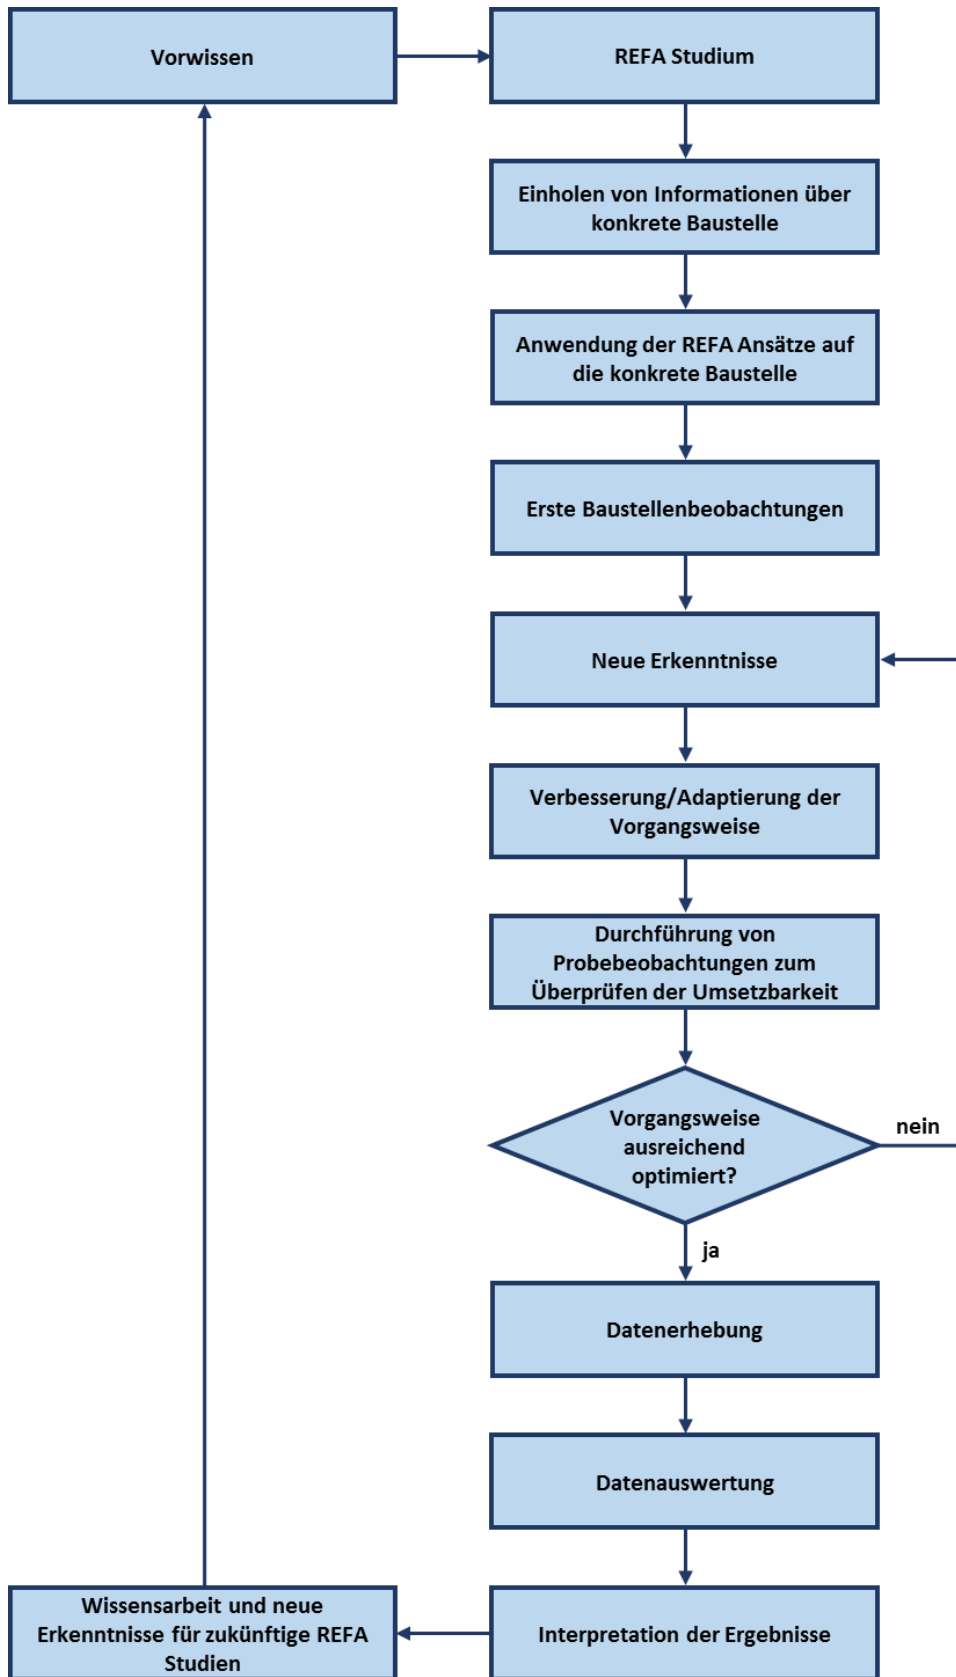 Vorwissen
REFA Studium
Einholen von Informationen über
konkrete Baustelle
Anwendung der REFA Ansätze auf
die konkrete Baustelle
Erste Baustellenbeobachtungen
Neue Erkenntnisse
Verbesserung/Adaptierung der
Vorgangsweise
Durchführung von
Probebeobachtungen zum
Überprüfen der Umsetzbarkeit
Vorgangsweise
ausreichend
optimiert?
nein
ja
Datenerhebung
Datenauswertung
Interpretation der Ergebnisse
Wissensarbeit und neue
Erkenntnisse für zukünftige REFA
Studien